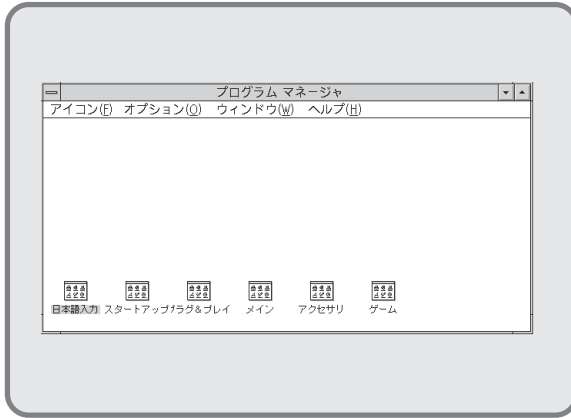 プログラム マネージャ
アイコン(F) オプション(O) ウィンドウ(W) ヘルプ(H)
日本語入力 スタートアップ プラグ&プレイ メイン アクセサリ ゲーム